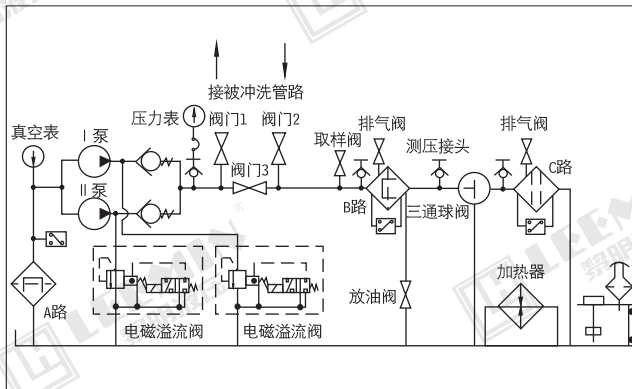 接被冲洗管路
真空表
Ⅰ泵
压力表
阀门1
阀门2
取样阀
排气阀
测压接头
排气阀
Ⅱ泵
阀门3
B路
三通球阀
C路
A路
放油阀
加热器
电磁溢流阀
电磁溢流阀
LEEMIN
黎明
®